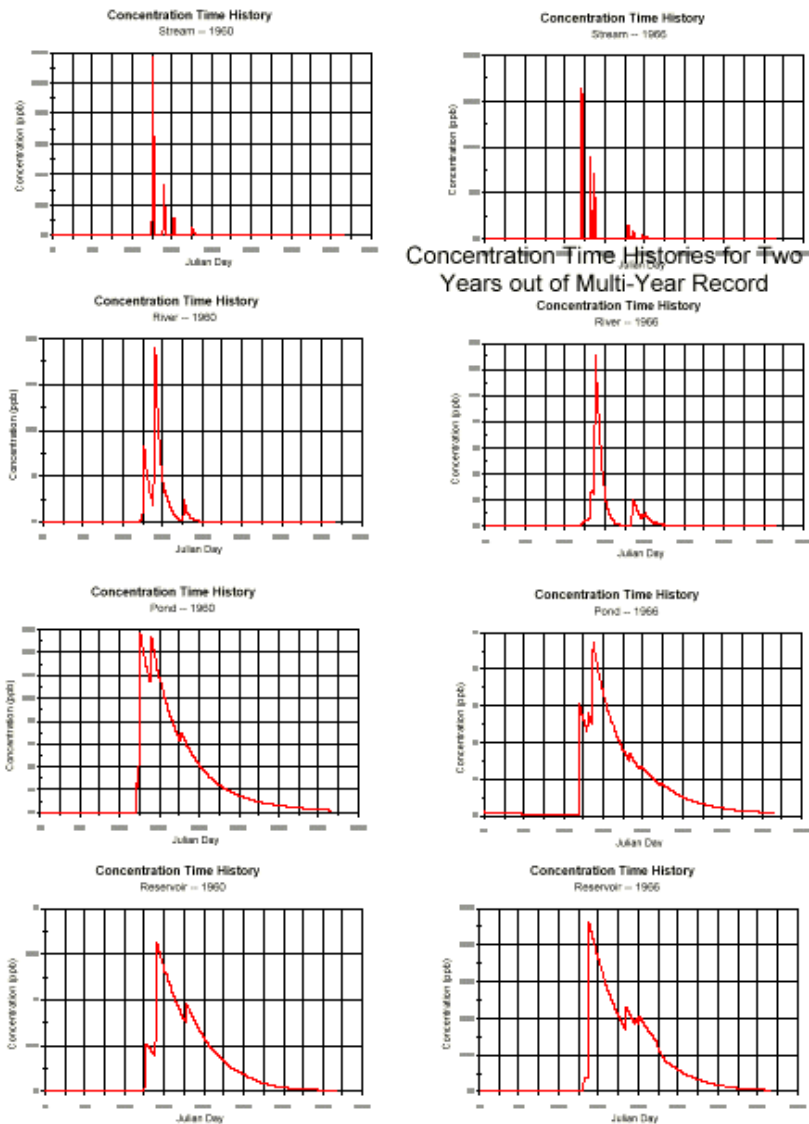 Concentration Time History
Stream -- 1960
Concentration (ppb)
Julian Day
Concentration Time History
Stream -- 1966
Concentration (ppb)
Julian Day
Concentration Time Histories for Two
Years out of Multi-Year Record
Concentration Time History
River -- 1960
Concentration (ppb)
Julian Day
Concentration Time History
River -- 1966
Concentration (ppb)
Julian Day
Concentration Time History
Pond -- 1960
Concentration (ppb)
Julian Day
Concentration Time History
Pond -- 1966
Concentration (ppb)
Julian Day
Concentration Time History
Reservoir -- 1960
Concentration (ppb)
Julian Day
Concentration Time History
Reservoir -- 1966
Concentration (ppb)
Julian Day